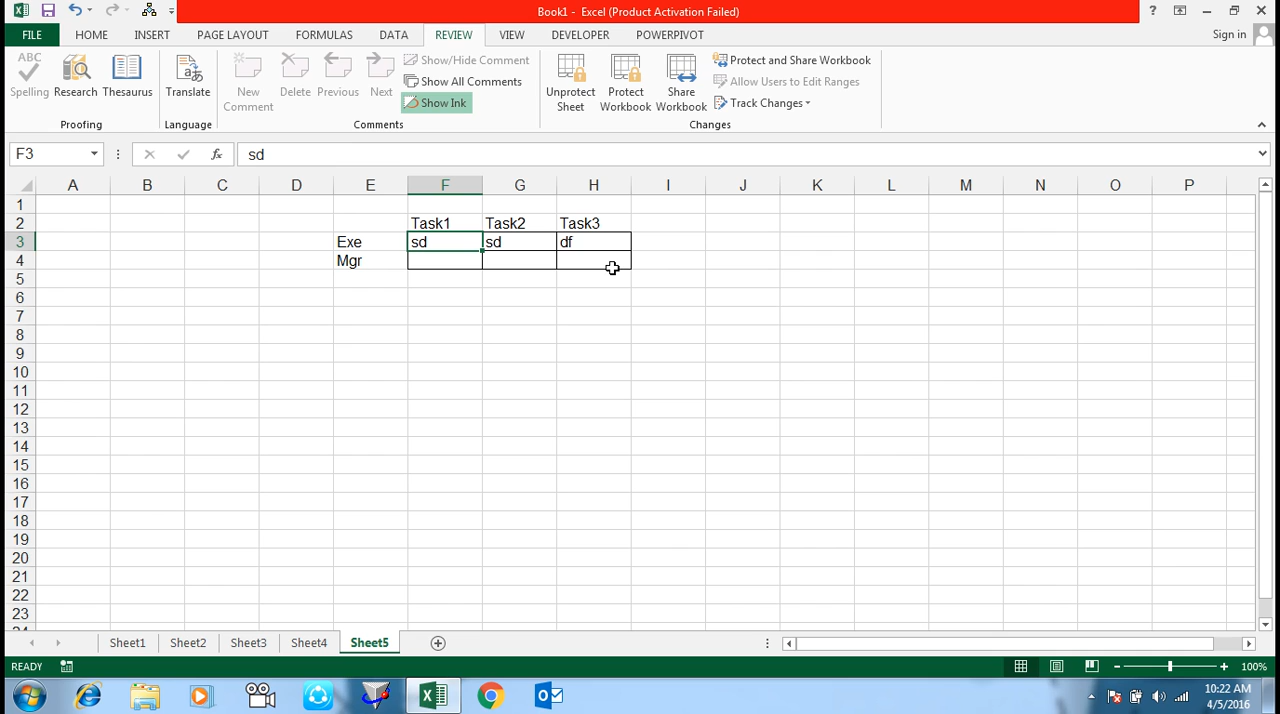 Book1 - Excel (Product Activation Failed)
FILE HOME INSERT PAGE LAYOUT FORMULAS DATA REVIEW VIEW DEVELOPER POWERPIVOT Sign in
ABC
Spelling Research Thesaurus Translate New Comment Delete Previous Next
Show/Hide Comment
Show All Comments
Show Ink
Unprotect Sheet Protect Workbook Share Workbook
Protect and Share Workbook
Allow Users to Edit Ranges
Track Changes
Proofing Language Comments Changes
F3 fx sd
A B C D E F G H I J K L M N O P
1
2 Task1 Task2 Task3
3 Exe sd sd df
4 Mgr
5
6
7
8
9
10
11
12
13
14
15
16
17
18
19
20
21
22
23
24
Sheet1 Sheet2 Sheet3 Sheet4 Sheet5
READY 100%
10:22 AM
4/5/2016